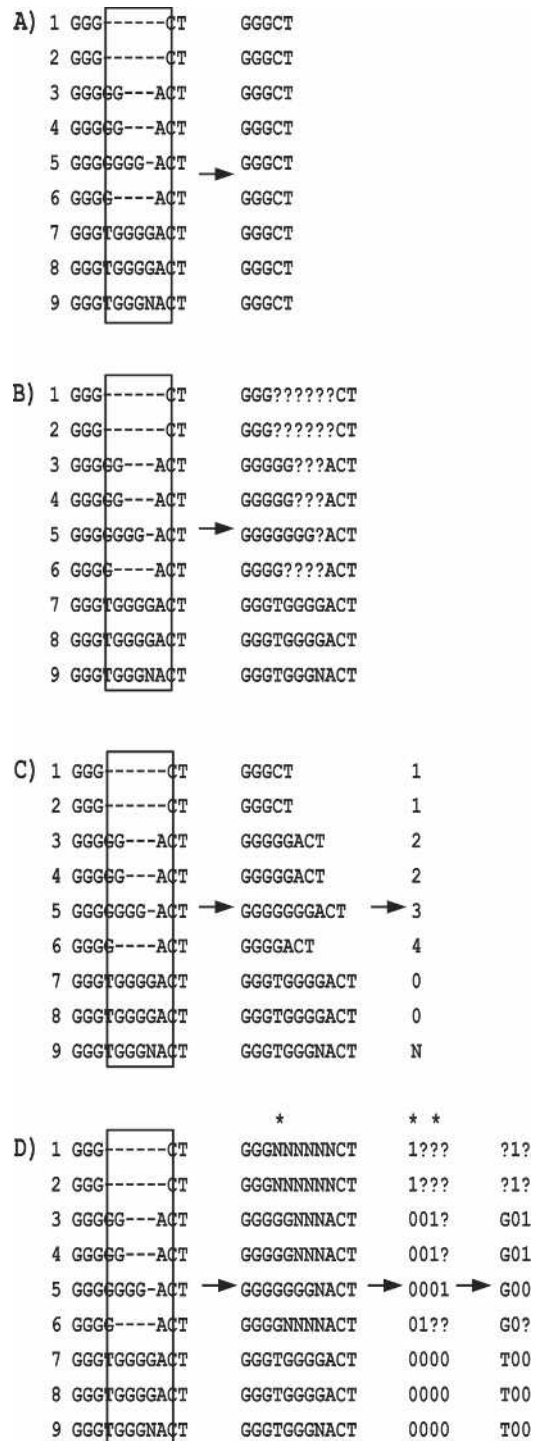 A) 1 GGG------CT GGGCT
2 GGG------CT GGGCT
3 GGGGG---ACT GGGCT
4 GGGGG---ACT GGGCT
5 GGGGGGG-ACT GGGCT
6 GGGG----ACT GGGCT
7 GGGTGGGGACT GGGCT
8 GGGTGGGGACT GGGCT
9 GGGTGGGNACT GGGCT
B) 1 GGG------CT GGG??????CT
2 GGG------CT GGG??????CT
3 GGGGG---ACT GGGGG???ACT
4 GGGGG---ACT GGGGG???ACT
5 GGGGGGG-ACT GGGGGGG?ACT
6 GGGG----ACT GGGG????ACT
7 GGGTGGGGACT GGGTGGGGACT
8 GGGTGGGGACT GGGTGGGGACT
9 GGGTGGGNACT GGGTGGGNACT
C) 1 GGG------CT GGGCT 1
2 GGG------CT GGGCT 1
3 GGGGG---ACT GGGGGACT 2
4 GGGGG---ACT GGGGGACT 2
5 GGGGGGG-ACT GGGGGGGACT 3
6 GGGG----ACT GGGGACT 4
7 GGGTGGGGACT GGGTGGGGACT 0
8 GGGTGGGGACT GGGTGGGGACT 0
9 GGGTGGGNACT GGGTGGGNACT N
* * *
D) 1 GGG------CT GGGNNNNNNCT 1??? ?1?
2 GGG------CT GGGNNNNNNCT 1??? ?1?
3 GGGGG---ACT GGGGGNNNACT 001? G01
4 GGGGG---ACT GGGGGNNNACT 001? G01
5 GGGGGGG-ACT GGGGGGGNACT 0001 G00
6 GGGG----ACT GGGGNNNNACT 01?? G0?
7 GGGTGGGGACT GGGTGGGGACT 0000 T00
8 GGGTGGGGACT GGGTGGGGACT 0000 T00
9 GGGTGGGNACT GGGTGGGNACT 0000 T00